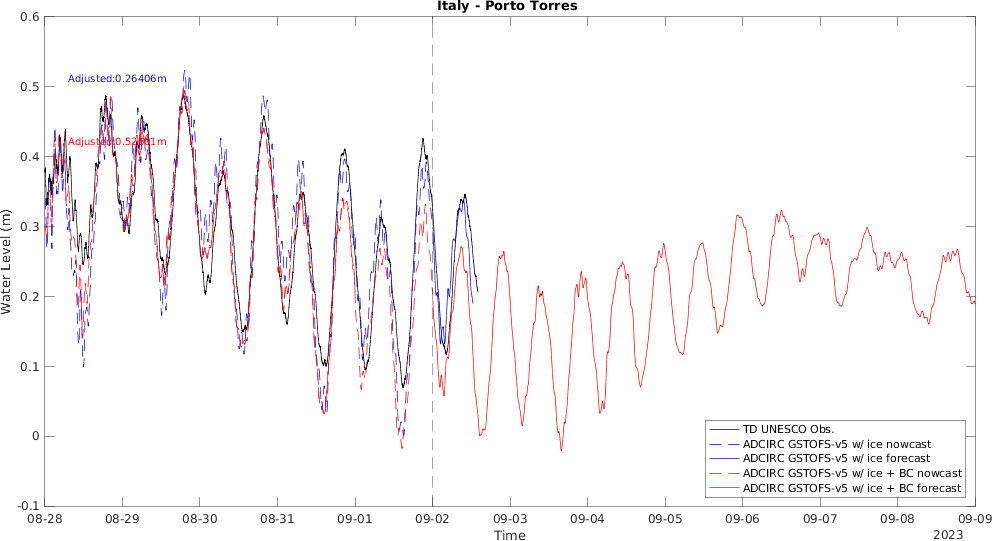 Italy - Porto Torres
0.6
0.5
0.4
0.3
0.2
0.1
0
-0.1
Water Level (m)
Adjusted:0.26406m
08-28
08-29
08-30
08-31
09-01
09-02
09-03
09-04
09-05
09-06
09-07
09-08
09-09
Time
2023
TD UNESCO Obs.
ADCIRC GSTOFS-v5 w/ ice nowcast
ADCIRC GSTOFS-v5 w/ ice forecast
ADCIRC GSTOFS-v5 w/ ice + BC nowcast
ADCIRC GSTOFS-v5 w/ ice + BC forecast